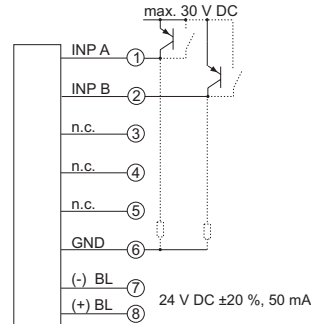 max. 30 V DC
INP A
1
INP B
2
n.c.
3
n.c.
4
n.c.
5
GND
6
(-) BL
7
24 V DC ±20 %, 50 mA
(+) BL
8